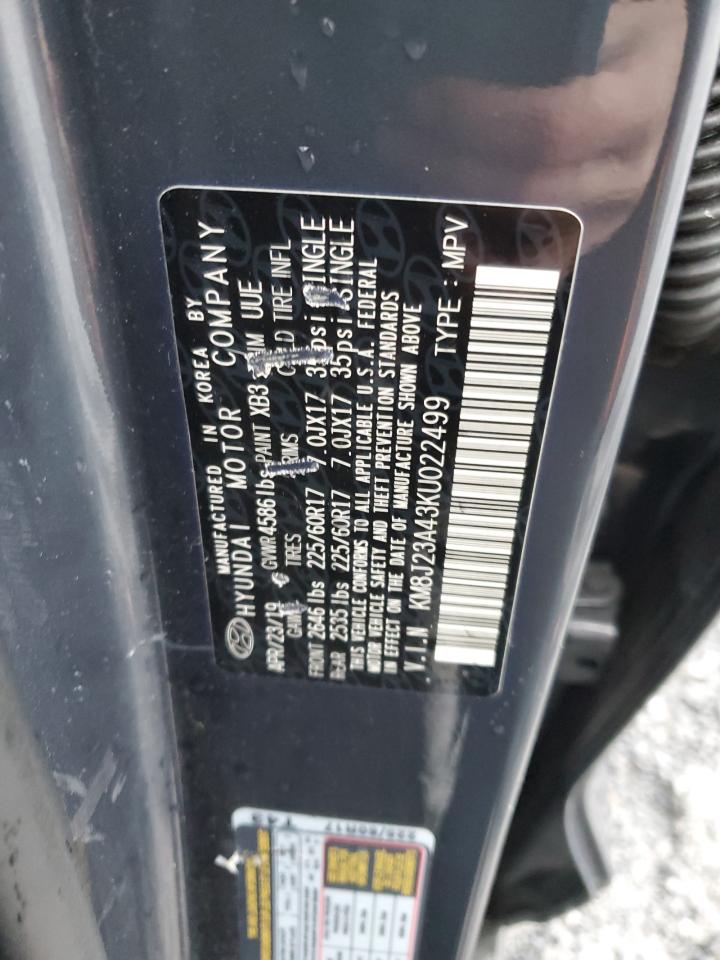 MANUFACTURED IN KOREA BY
HYUNDAI MOTOR COMPANY
APR/23/19 GVWR 4586 lbs PAINT XB3 TRIM UUE
GAWR TIRES RIMS COLD TIRE INFL
FRONT 2646 lbs 225/60R17 7.0JX17 35psi SINGLE
REAR 2535 lbs 225/60R17 7.0JX17 35psi SINGLE
THIS VEHICLE CONFORMS TO ALL APPLICABLE U.S.A. FEDERAL
MOTOR VEHICLE SAFETY AND THEFT PREVENTION STANDARDS
IN EFFECT ON THE DATE OF MANUFACTURE SHOWN ABOVE
V.I.N KM8J23A43KU022499 TYPE : MPV
225/60R17